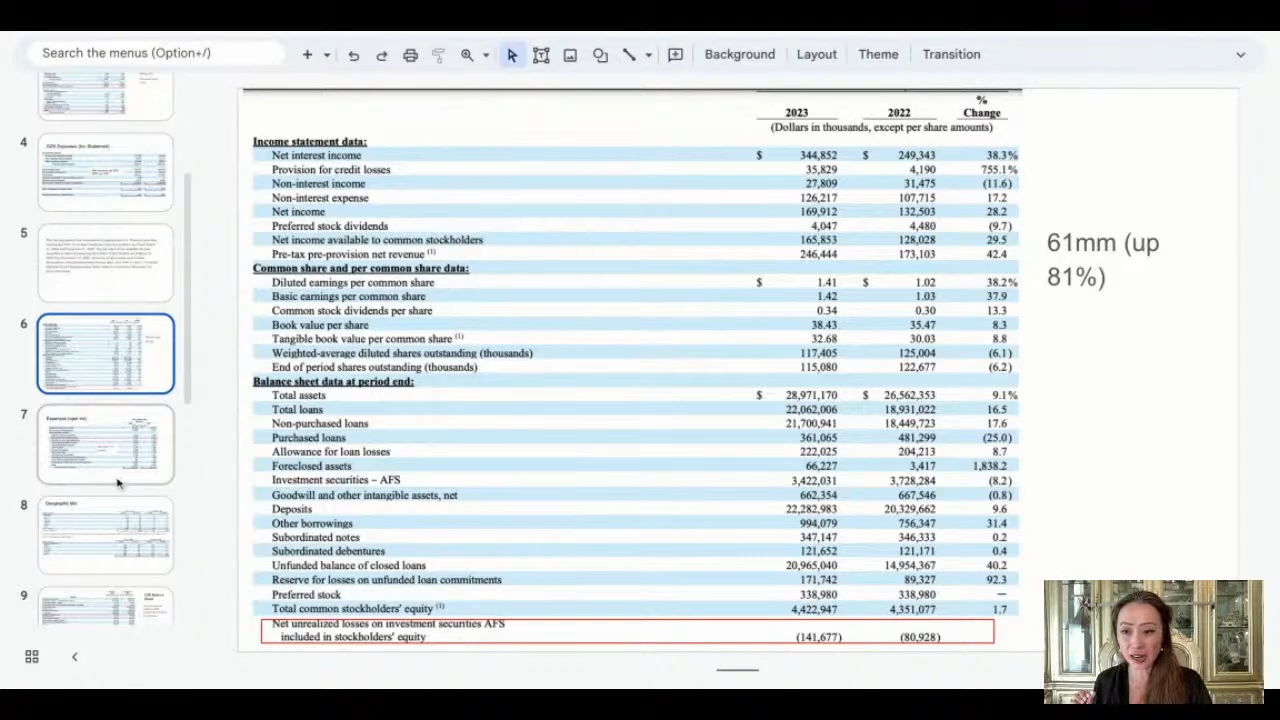 Search the menus (Option+/)
Background
Layout
Theme
Transition
4
5
6
7
8
9
2023 2022 % Change
(Dollars in thousands, except per share amounts)
Income statement data:
Net interest income 344,852 $ 249,343 38.3%
Provision for credit losses 35,829 4,190 755.1%
Non-interest income 27,809 31,475 (11.6)
Non-interest expense 126,217 107,715 17.2
Net income 169,912 132,503 28.2
Preferred stock dividends 4,047 4,480 (9.7)
Net income available to common stockholders 165,833 128,028 29.5
Pre-tax pre-provision net revenue (1) 246,444 173,103 42.4
Common share and per common share data:
Diluted earnings per common share $ 1.41 $ 1.02 38.2%
Basic earnings per common share 1.42 1.03 37.9
Common stock dividends per share 0.34 0.30 13.3
Book value per share 38.43 35.47 8.3
Tangible book value per common share (1) 32.68 30.03 8.8
Weighted-average diluted shares outstanding (thousands) 117,405 125,004 (6.1)
End of period shares outstanding (thousands) 115,080 122,677 (6.2)
Balance sheet data at period end:
Total assets $ 28,971,170 $ 26,562,353 9.1%
Total loans 22,062,006 18,931,023 16.5
Non-purchased loans 21,700,941 18,449,723 17.6
Purchased loans 361,065 481,299 (25.0)
Allowance for loan losses 222,025 204,213 8.7
Foreclosed assets 66,227 3,417 1,838.2
Investment securities – AFS 3,422,031 3,728,284 (8.2)
Goodwill and other intangible assets, net 662,354 667,546 (0.8)
Deposits 22,282,983 20,329,662 9.6
Other borrowings 994,079 756,347 31.4
Subordinated notes 347,147 346,333 0.2
Subordinated debentures 121,652 121,171 0.4
Unfunded balance of closed loans 20,965,040 14,954,367 40.2
Reserve for losses on unfunded loan commitments 171,742 89,327 92.3
Preferred stock 338,980 338,980 —
Total common stockholders' equity (1) 4,422,947 4,351,077 1.7
Net unrealized losses on investment securities AFS
included in stockholders' equity (141,677) (80,928)
61mm (up
81%)